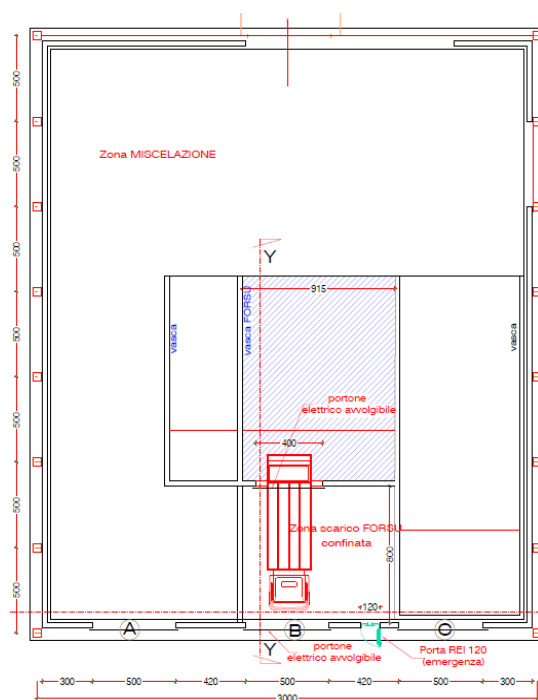 500
500
500
500
500
500
500
Zona MISCELAZIONE
Y
915
vasca
vasca FORSU
vasca
portone
elettrico avvolgibile
400
Zona scarico FORSU
confinata
800
120
A
B
C
Y
portone
elettrico avvolgibile
Porta REI 120
(emergenza)
300
500
420
500
420
500
300
3000